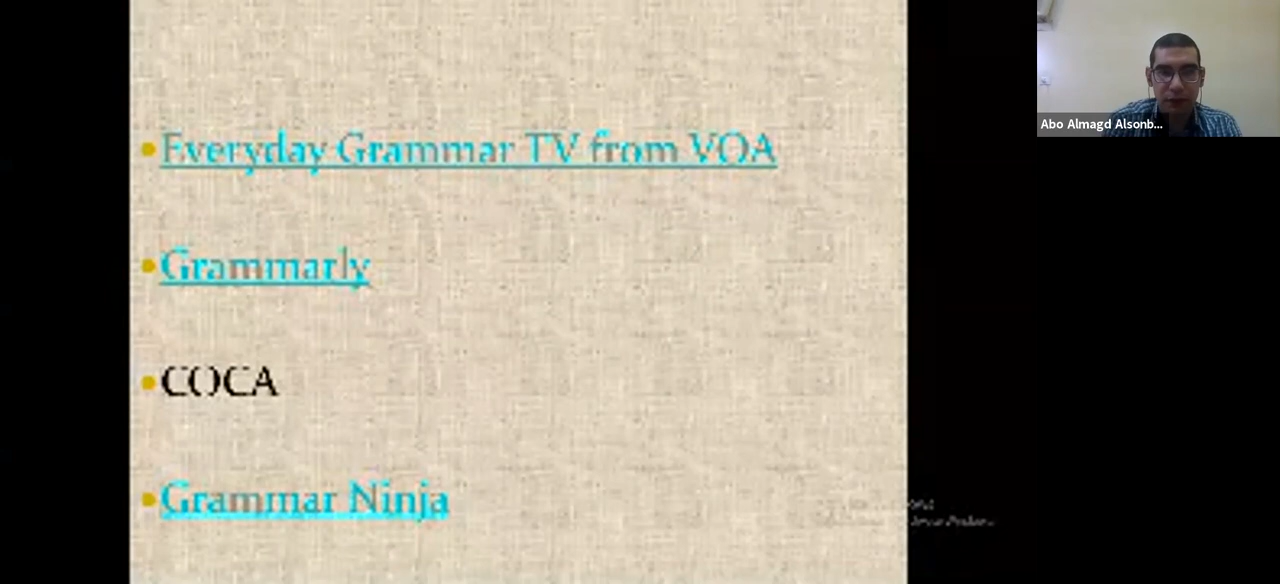 Everyday Grammar TV from VOA
Grammarly
COCA
Grammar Ninja
Abo Almagd Alsonb...